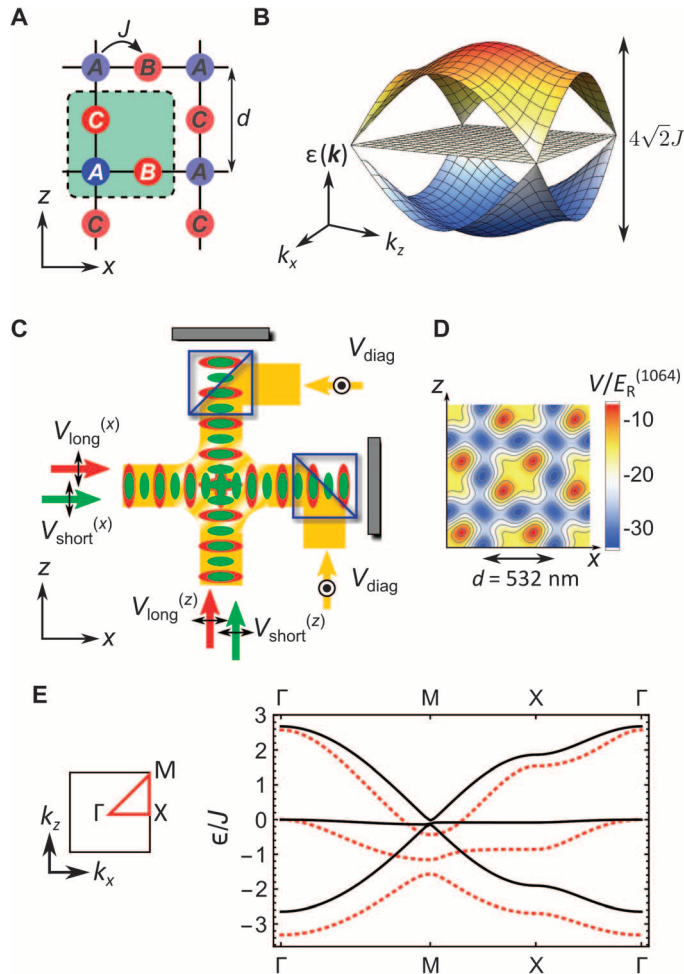 A
J
A B A
C C
d
A B A
C C
z
x
B
ε(k)
4√2J
k_x
k_z
C
V_diag
V_long^(x)
V_short^(x)
V_diag
z
x
V_long^(z)
V_short^(z)
D
z
V/E_R^(1064)
-10
-20
-30
x
d = 532 nm
E
M
Γ X
k_z
k_x
Γ M X Γ
3
2
1
0
−1
−2
−3
ϵ/J
Γ M X Γ